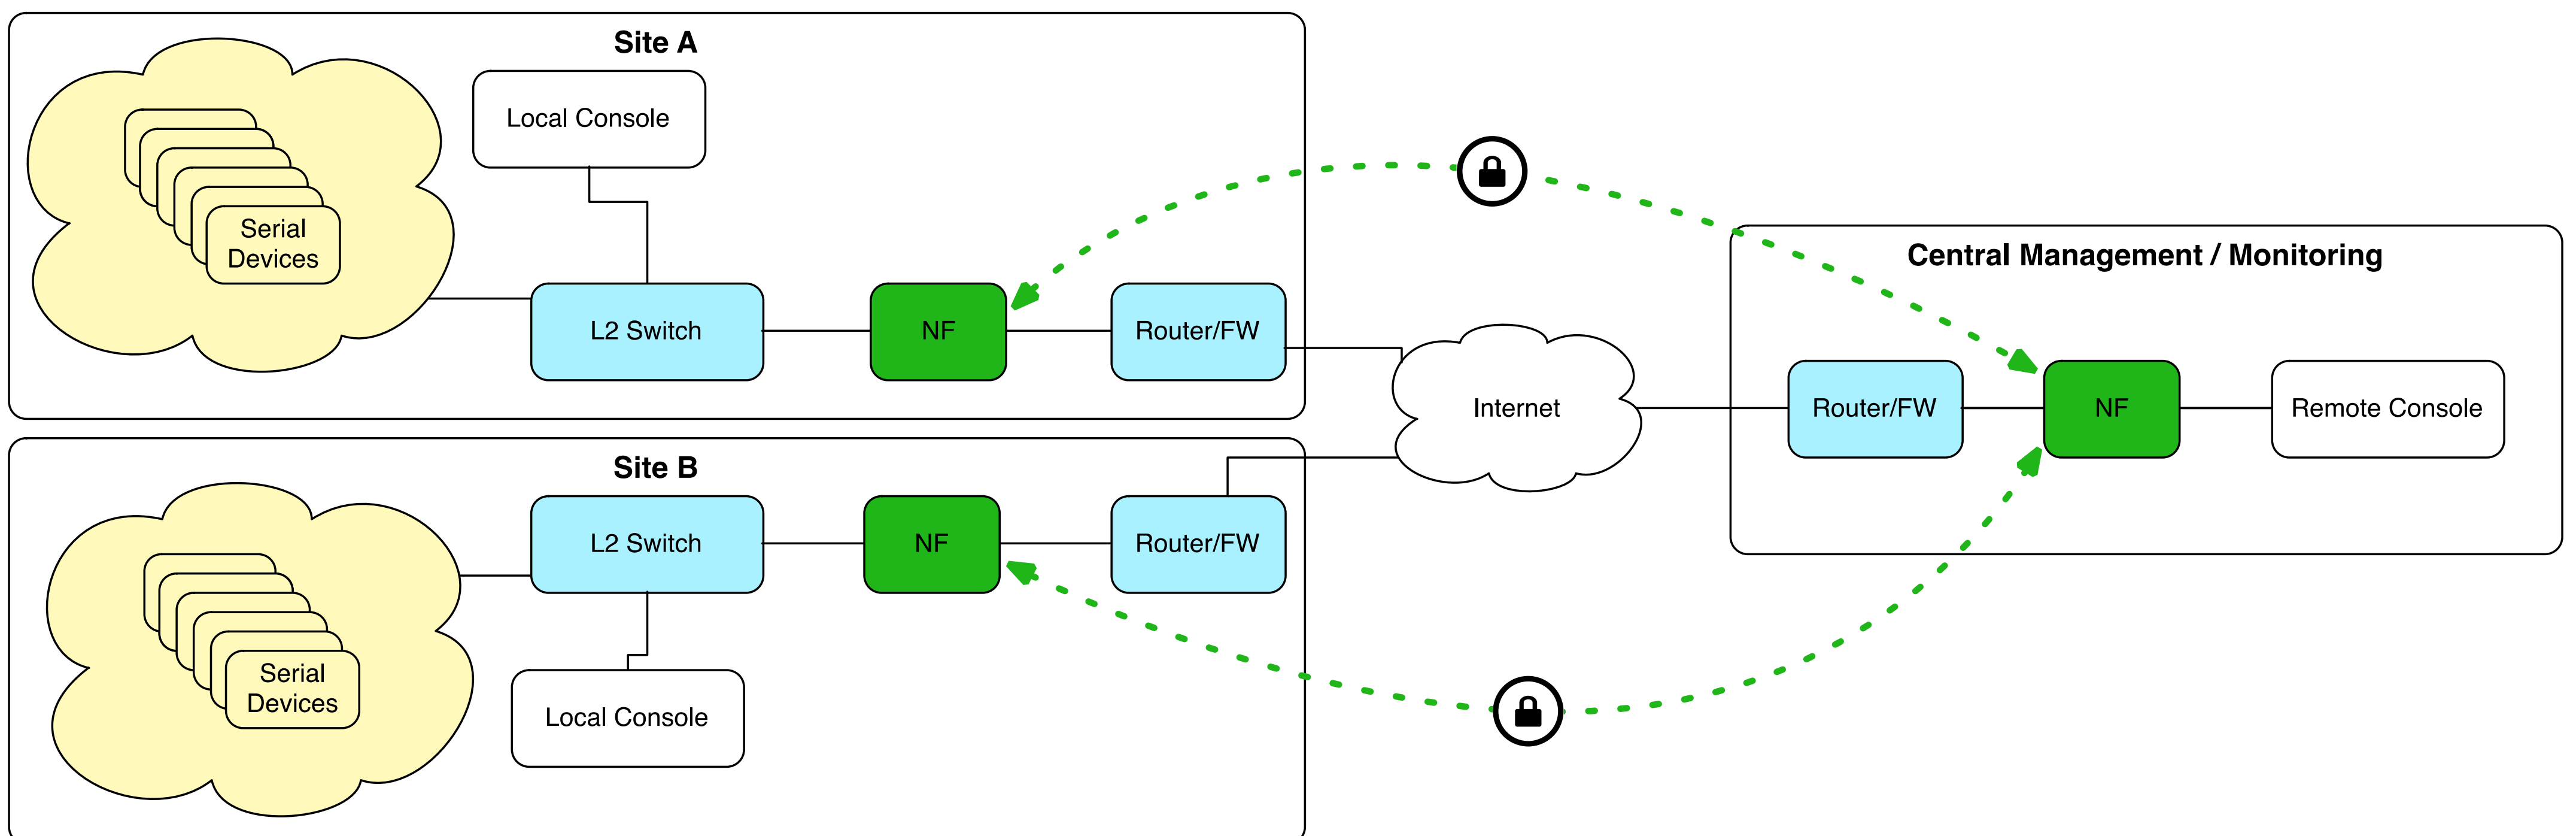 Site A
Local Console
Serial
Devices
L2 Switch
NF
Router/FW
Central Management / Monitoring
Internet
Router/FW
NF
Remote Console
Site B
L2 Switch
NF
Router/FW
Serial
Devices
Local Console